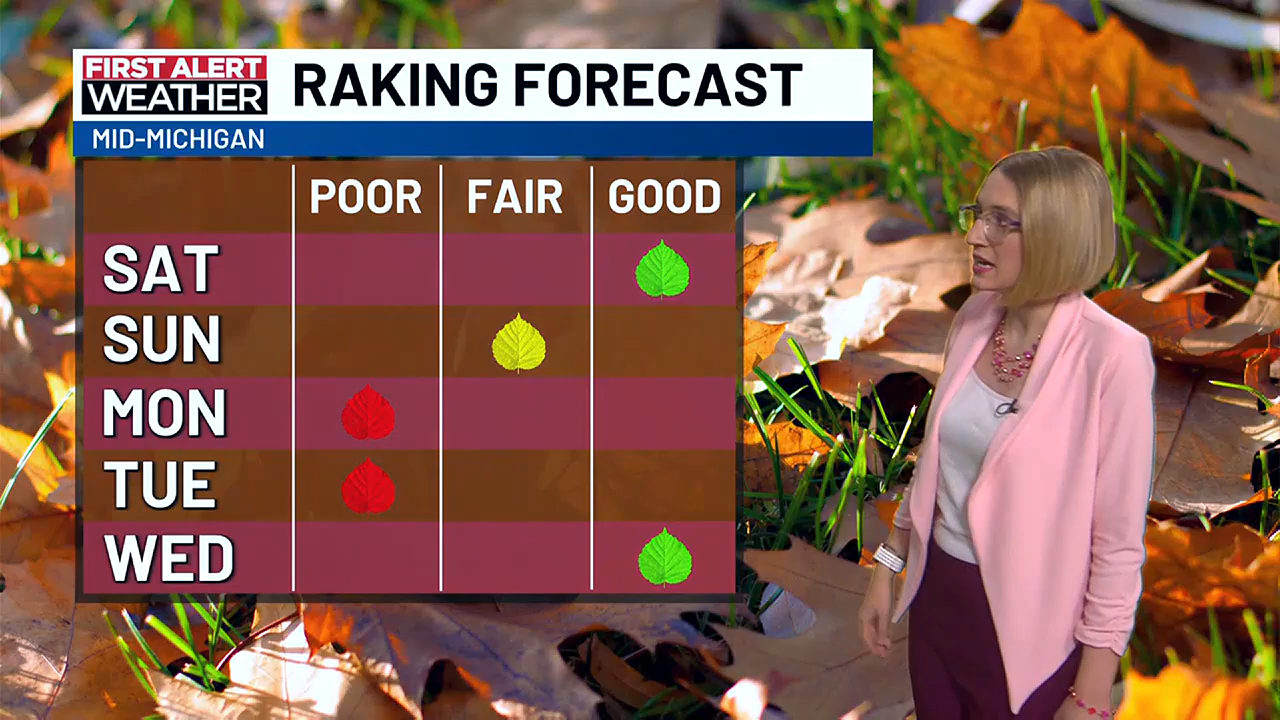 FIRST ALERT
WEATHER
RAKING FORECAST
MID-MICHIGAN
POOR FAIR GOOD
SAT
SUN
MON
TUE
WED